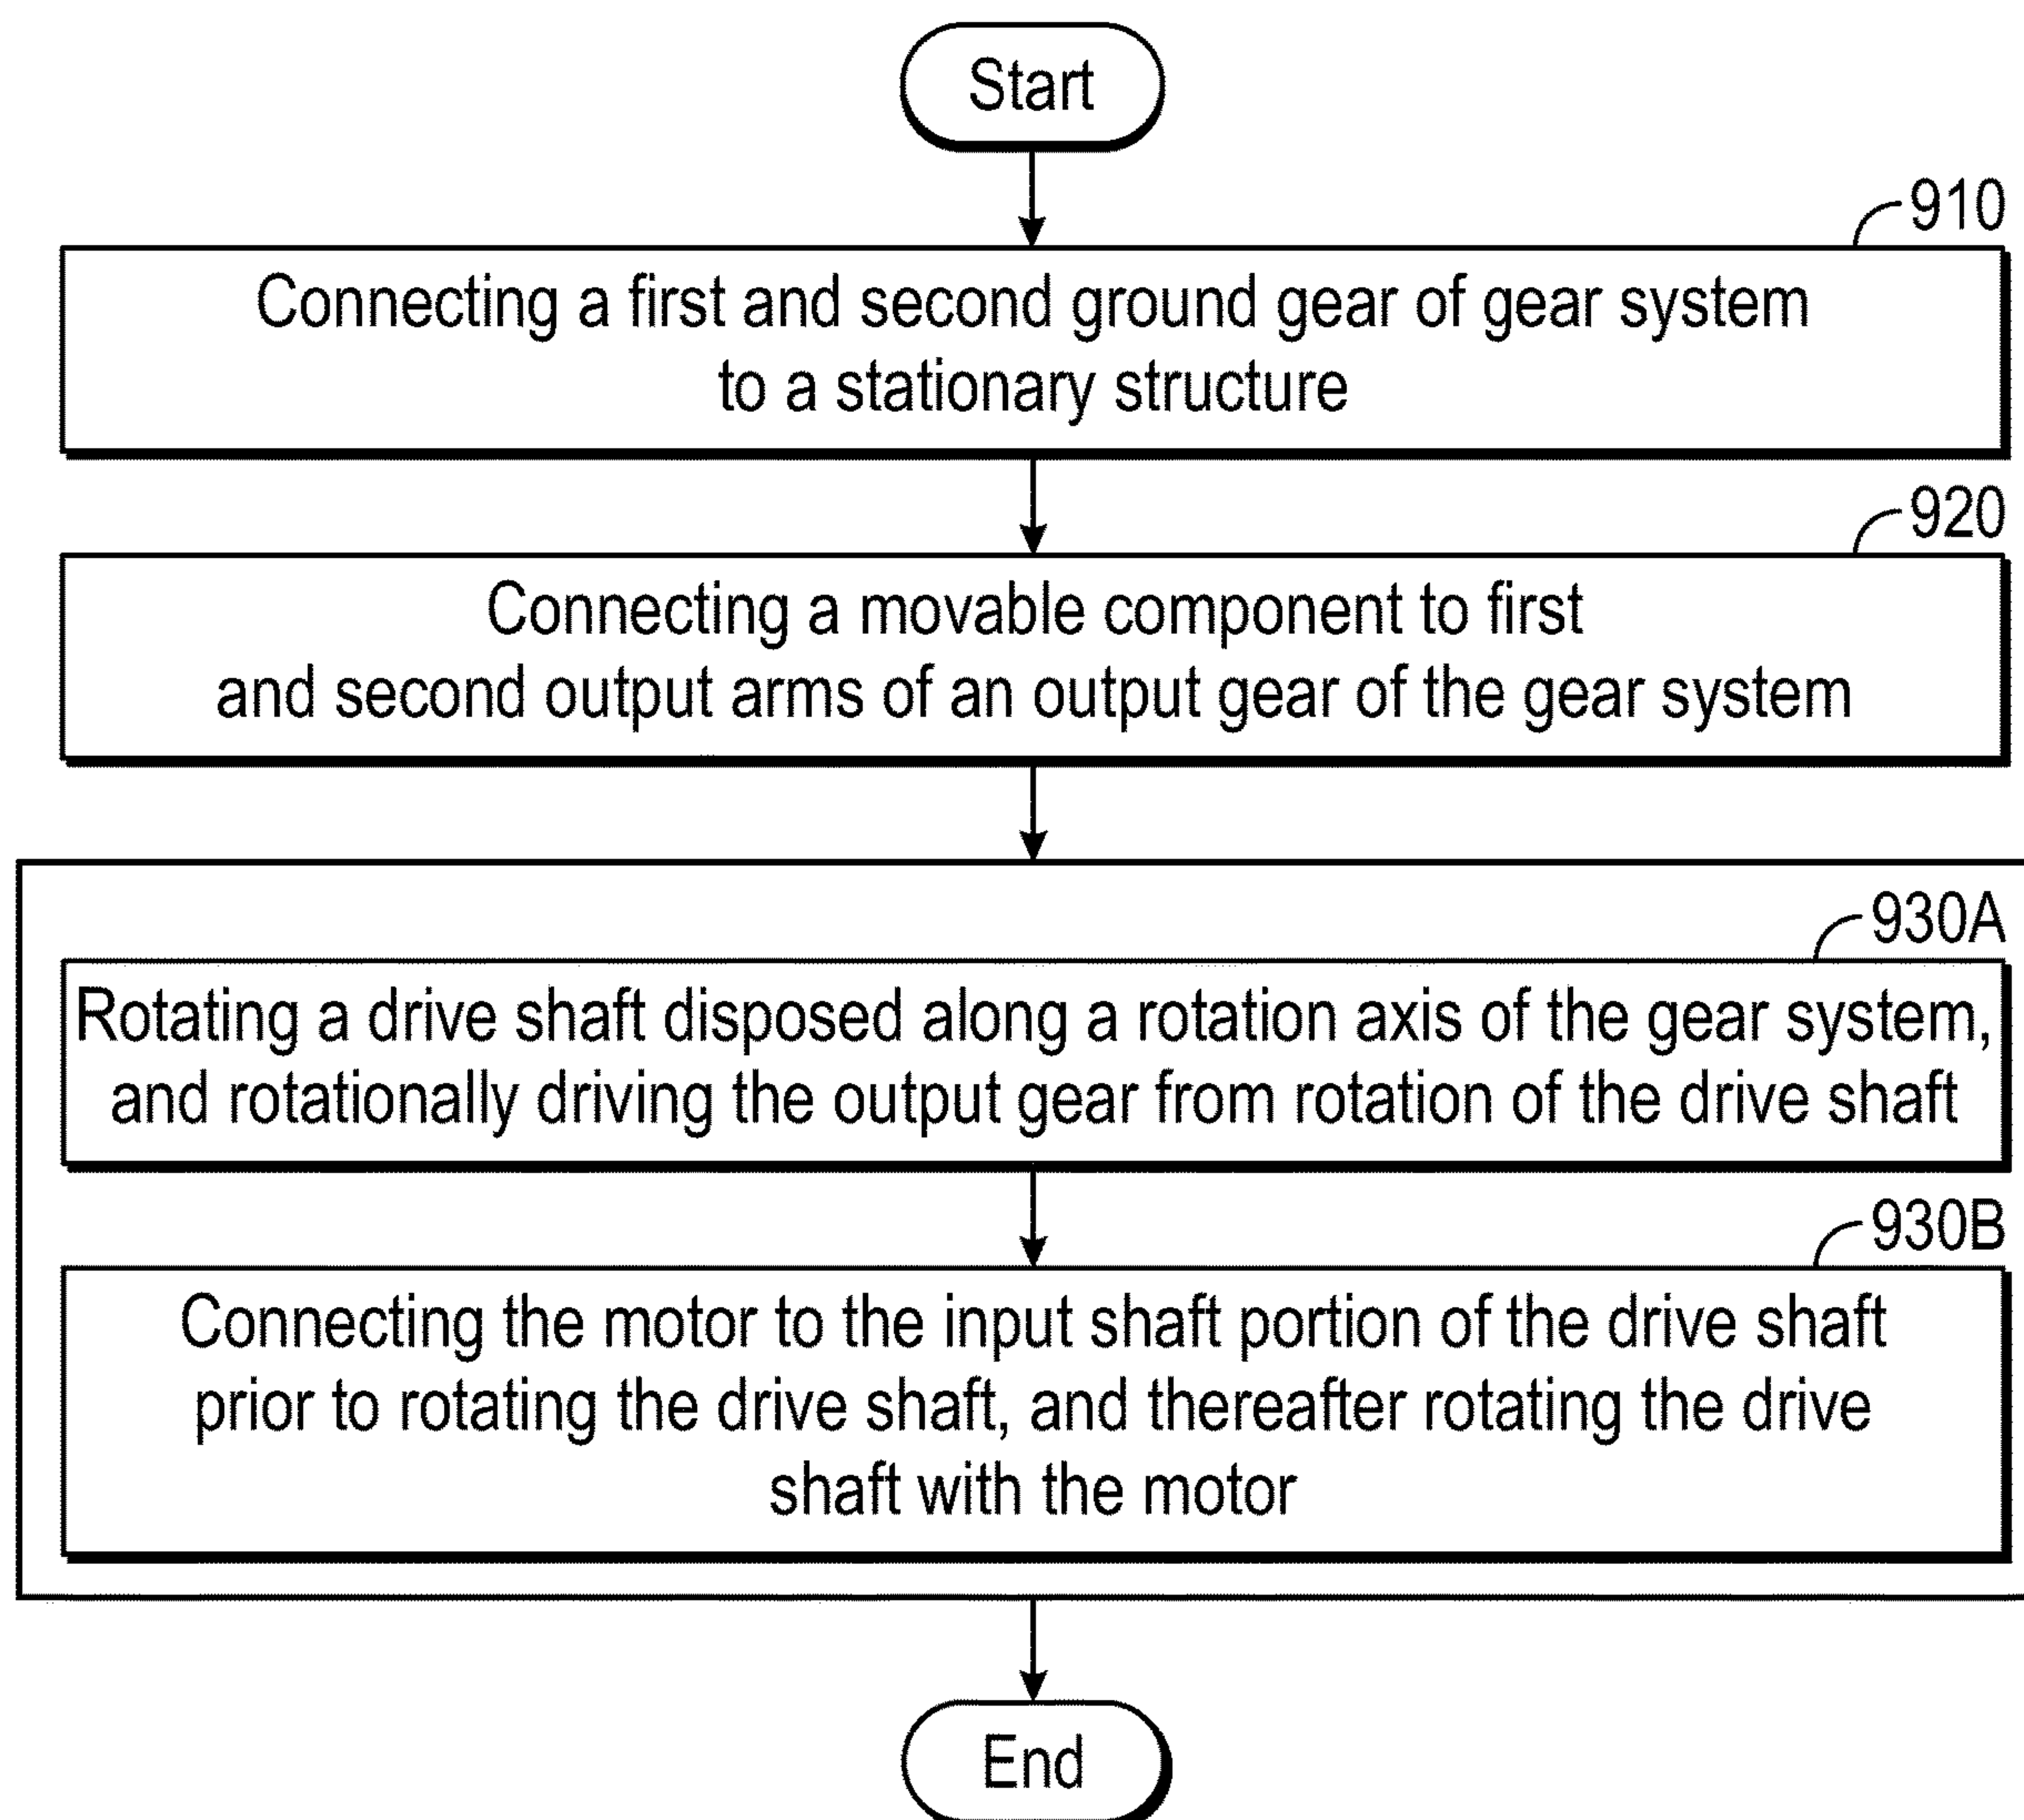 Start
910
Connecting a first and second ground gear of gear system
to a stationary structure
920
Connecting a movable component to first
and second output arms of an output gear of the gear system
930A
Rotating a drive shaft disposed along a rotation axis of the gear system,
and rotationally driving the output gear from rotation of the drive shaft
930B
Connecting the motor to the input shaft portion of the drive shaft
prior to rotating the drive shaft, and thereafter rotating the drive
shaft with the motor
End